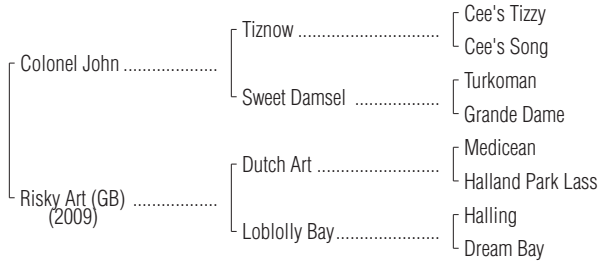 Cee's Tizzy
Tiznow ....................................
Cee's Song
Colonel John ........................
Turkoman
Sweet Damsel .....................
Grande Dame
Medicean
Dutch Art ...............................
Halland Park Lass
Risky Art (GB) .....................
(2009)
Halling
Loblolly Bay..........................
Dream Bay